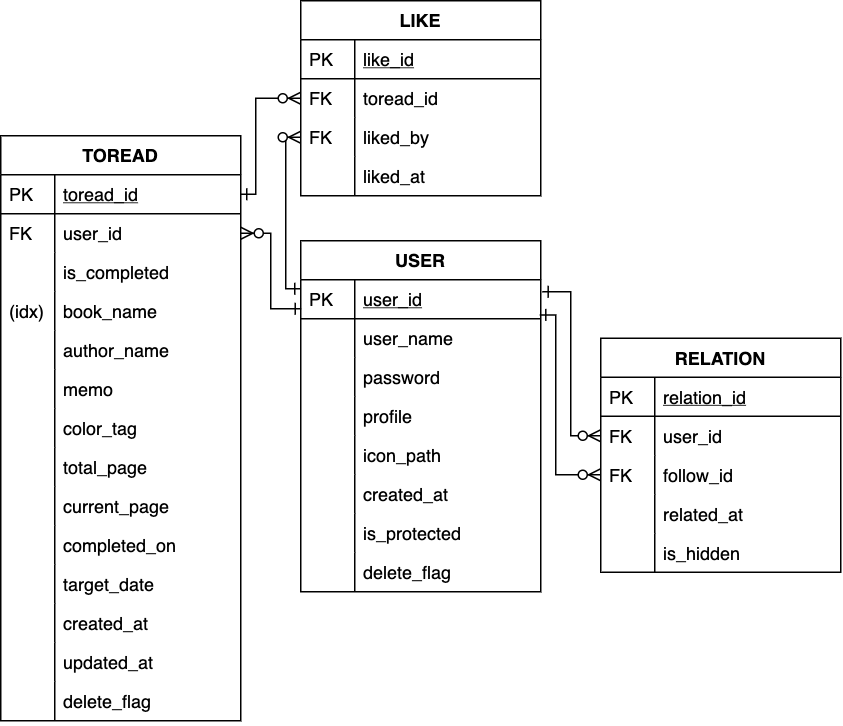 LIKE
PK like_id
FK toread_id
FK liked_by
liked_at
TOREAD
PK toread_id
FK user_id
is_completed
(idx) book_name
author_name
memo
color_tag
total_page
current_page
completed_on
target_date
created_at
updated_at
delete_flag
USER
PK user_id
user_name
password
profile
icon_path
created_at
is_protected
delete_flag
RELATION
PK relation_id
FK user_id
FK follow_id
related_at
is_hidden